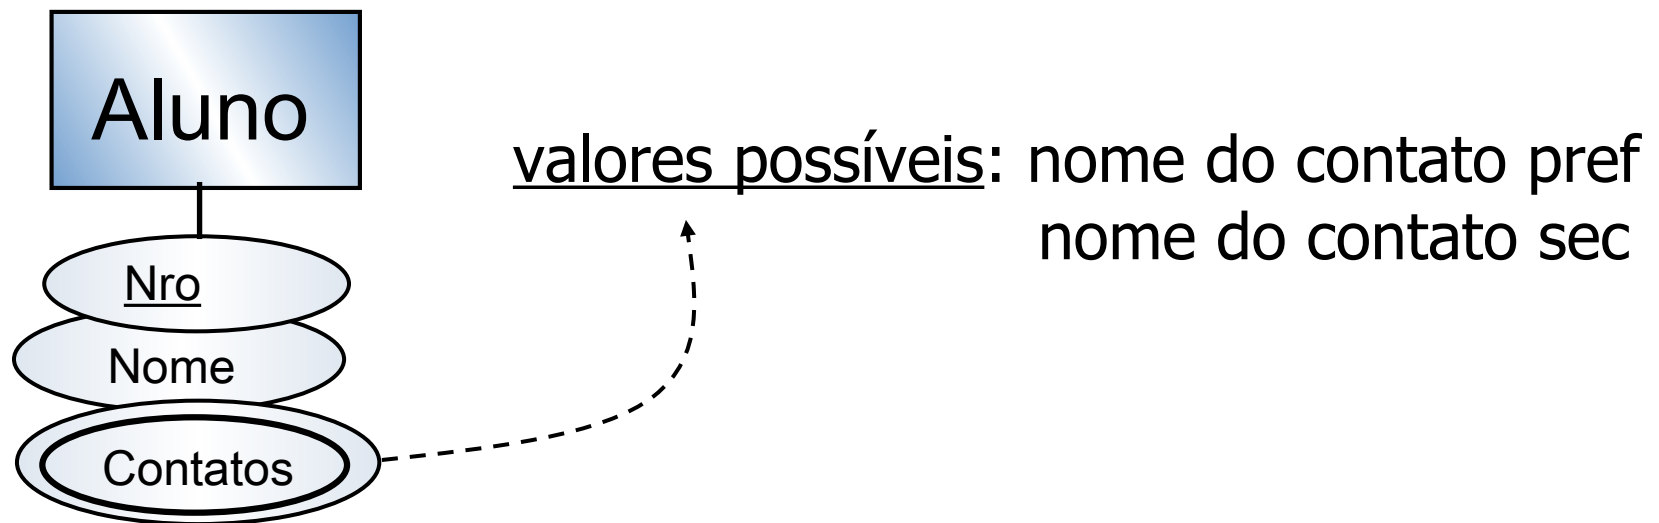 Aluno
valores possíveis: nome do contato pref
nome do contato sec
Nro
Nome
Contatos